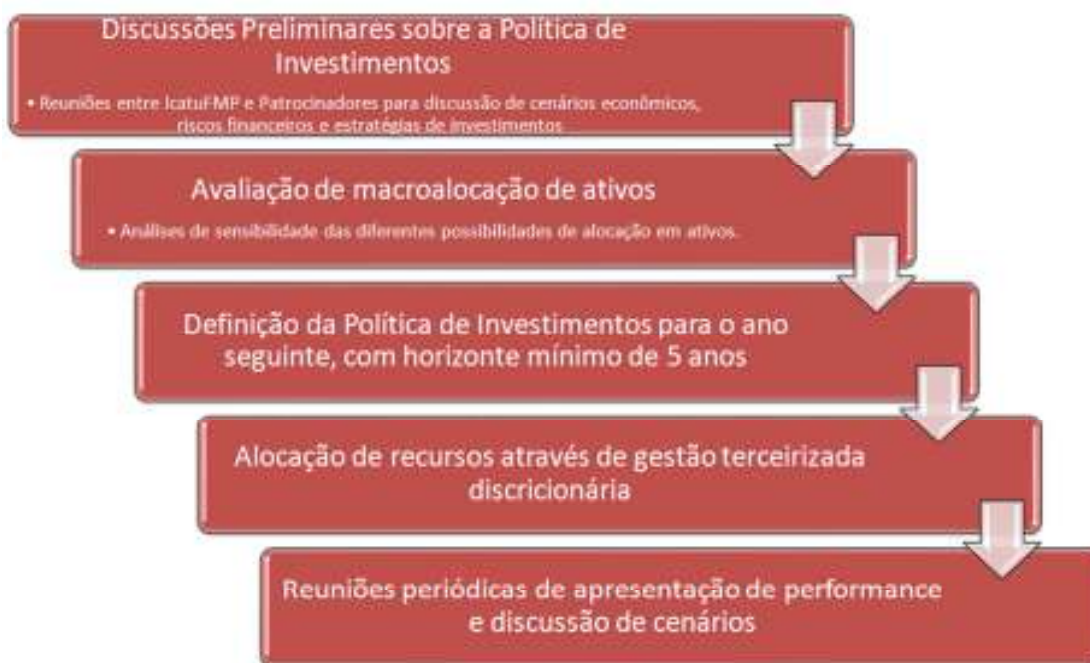 Discussões Preliminares sobre a Política de
Investimentos
• Reuniões entre IcatuFMP e Patrocinadores para discussão de cenários econômicos,
riscos financeiros e estratégias de investimentos
Avaliação de macroalocação de ativos
• Análises de sensibilidade das diferentes possibilidades de alocação em ativos.
Definição da Política de Investimentos para o ano
seguinte, com horizonte mínimo de 5 anos
Alocação de recursos através de gestão terceirizada
discricionária
Reuniões periódicas de apresentação de performance
e discussão de cenários